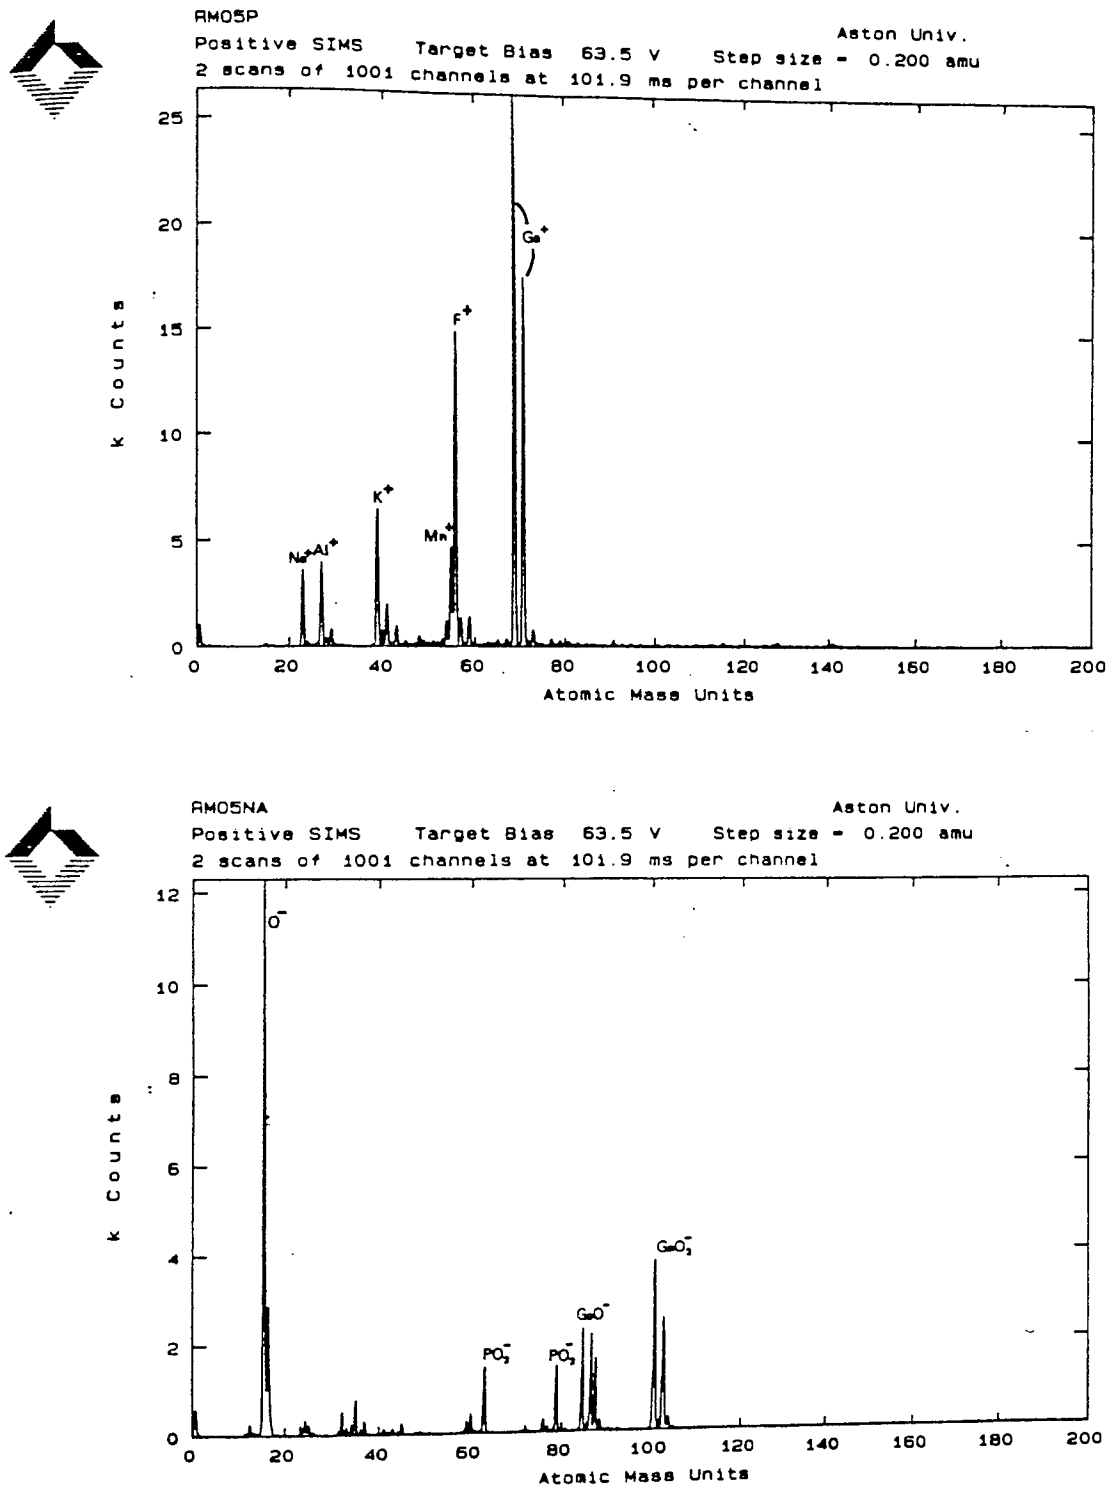 RM05P
Aston Univ.
Positive SIMS Target Bias 63.5 V Step size = 0.200 amu
2 scans of 1001 channels at 101.9 ms per channel
25
20
15
10
5
0
k Counts
Ga+
F+
K+
Mn+
Na+ Al+
0 20 40 60 80 100 120 140 160 180 200
Atomic Mass Units
RM05NA
Aston Univ.
Positive SIMS Target Bias 63.5 V Step size = 0.200 amu
2 scans of 1001 channels at 101.9 ms per channel
12
10
8
6
4
2
0
k Counts
O-
GaO2-
GaO-
PO2- PO3-
0 20 40 60 80 100 120 140 160 180 200
Atomic Mass Units